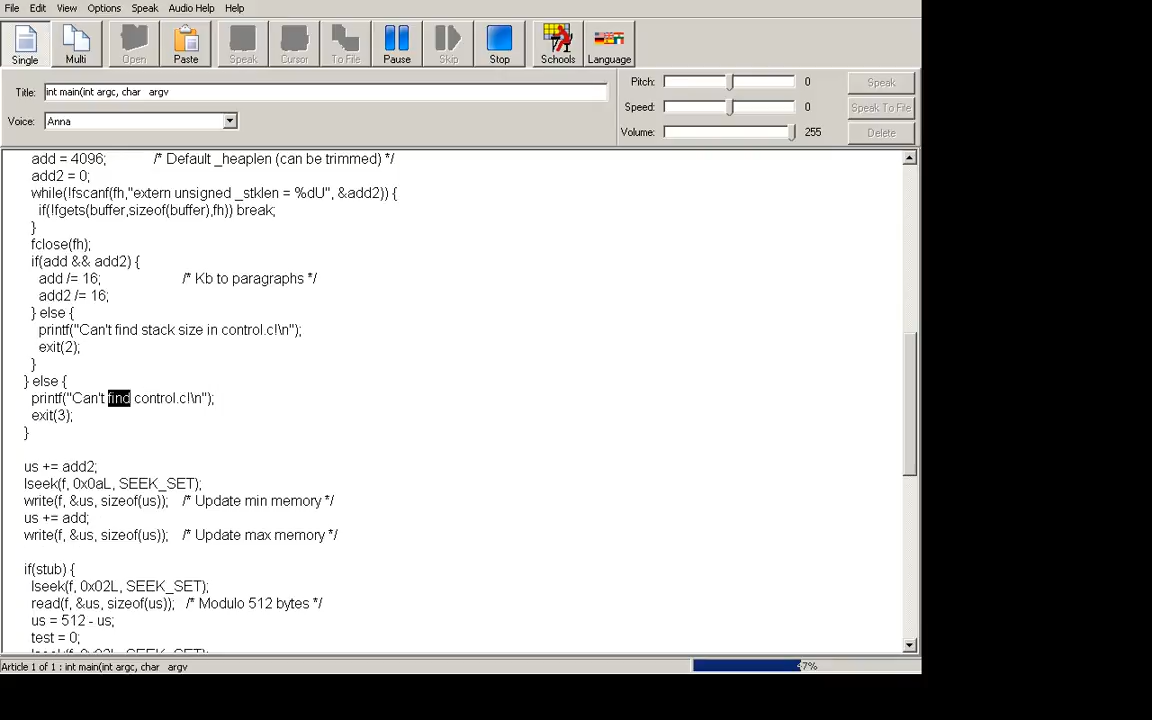 File Edit View Options Speak Audio Help Help
Single Multi Open Paste Speak Cursor To File Pause Skip Stop Schools Language
Title: int main(int argc, char   argv
Voice: Anna
Pitch: 0 Speak
Speed: 0 Speak To File
Volume: 255 Delete
add = 4096; /* Default _heaplen (can be trimmed) */
add2 = 0;
while(!fscanf(fh,"extern unsigned _stklen = %dU", &add2)) {
if(!fgets(buffer,sizeof(buffer),fh)) break;
}
fclose(fh);
if(add && add2) {
add /= 16; /* Kb to paragraphs */
add2 /= 16;
} else {
printf("Can't find stack size in control.c!\n");
exit(2);
}
} else {
printf("Can't find control.c!\n");
exit(3);
}
us += add2;
lseek(f, 0x0aL, SEEK_SET);
write(f, &us, sizeof(us)); /* Update min memory */
us += add;
write(f, &us, sizeof(us)); /* Update max memory */
if(stub) {
lseek(f, 0x02L, SEEK_SET);
read(f, &us, sizeof(us)); /* Modulo 512 bytes */
us = 512 - us;
test = 0;
Article 1 of 1 : int main(int argc, char   argv
47%